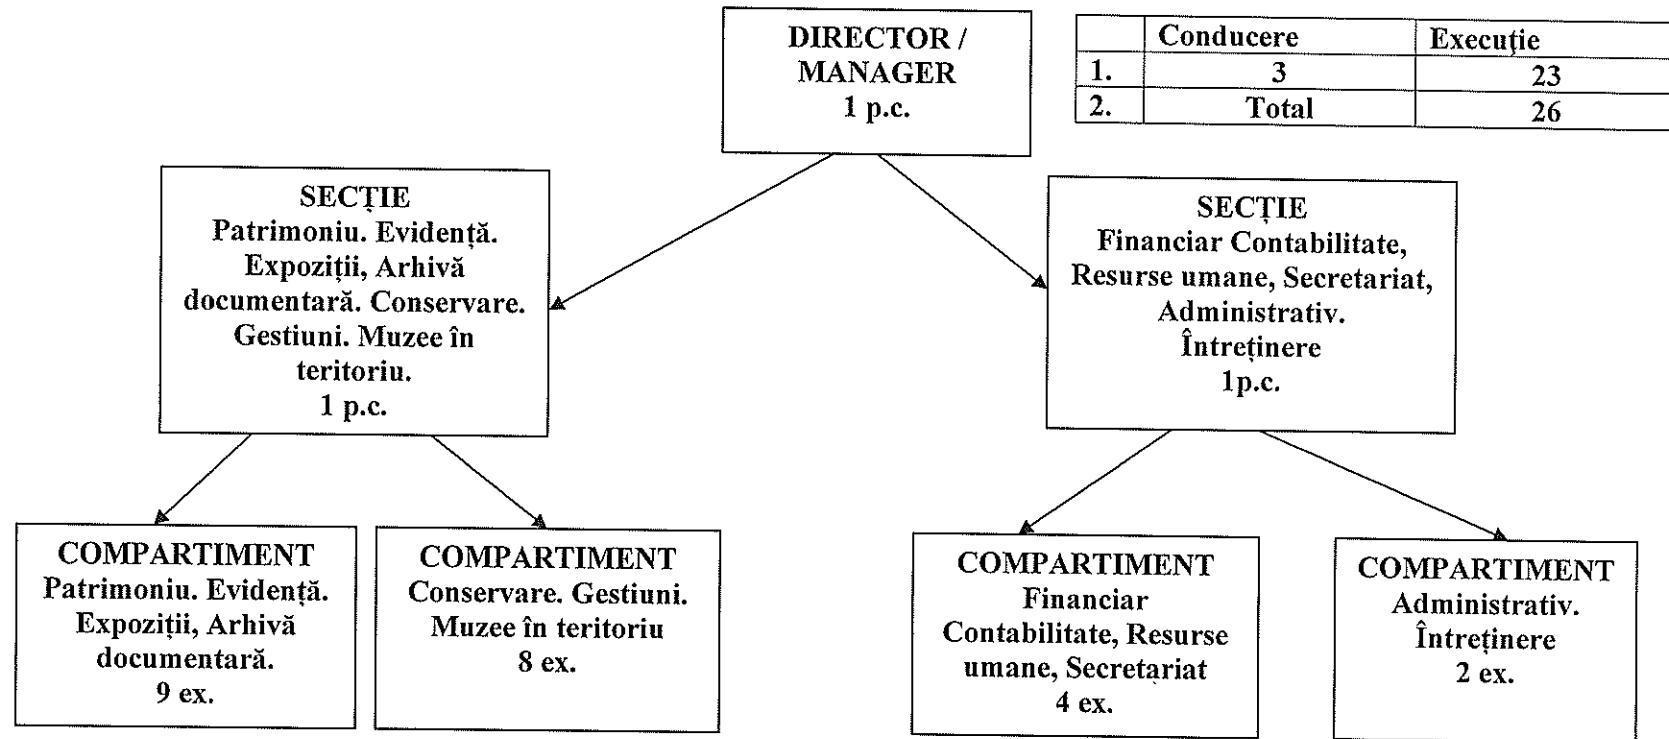 DIRECTOR /
MANAGER
1 p.c.
Conducere Execuţie
1. 3 23
2. Total 26
SECȚIE
Patrimoniu. Evidență.
Expoziții, Arhivă
documentară. Conservare.
Gestiuni. Muzee în
teritoriu.
1 p.c.
SECȚIE
Financiar Contabilitate,
Resurse umane, Secretariat,
Administrativ.
Întreținere
1p.c.
COMPARTIMENT
Patrimoniu. Evidență.
Expoziții, Arhivă
documentară.
9 ex.
COMPARTIMENT
Conservare. Gestiuni.
Muzee în teritoriu
8 ex.
COMPARTIMENT
Financiar
Contabilitate, Resurse
umane, Secretariat
4 ex.
COMPARTIMENT
Administrativ.
Întreținere
2 ex.